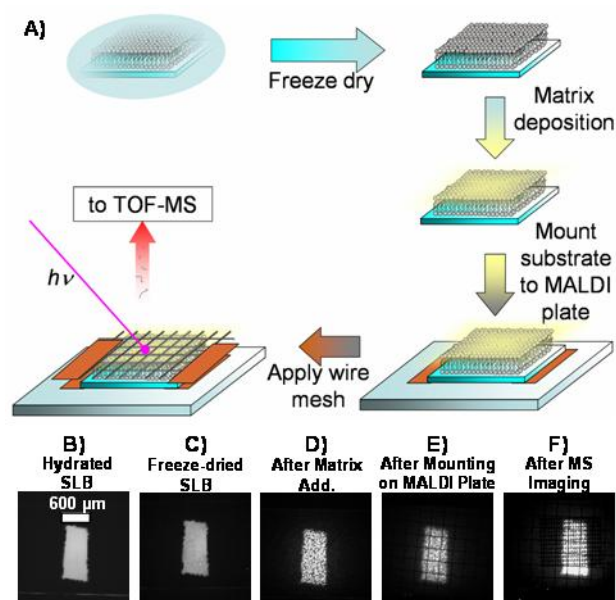 A)
Freeze dry
Matrix
deposition
to TOF-MS
Mount
substrate
to MALDI
plate
hν
Apply wire
mesh
B)
Hydrated
SLB
600 µm
C)
Freeze-dried
SLB
D)
After Matrix
Add.
E)
After Mounting
on MALDI Plate
F)
After MS
Imaging